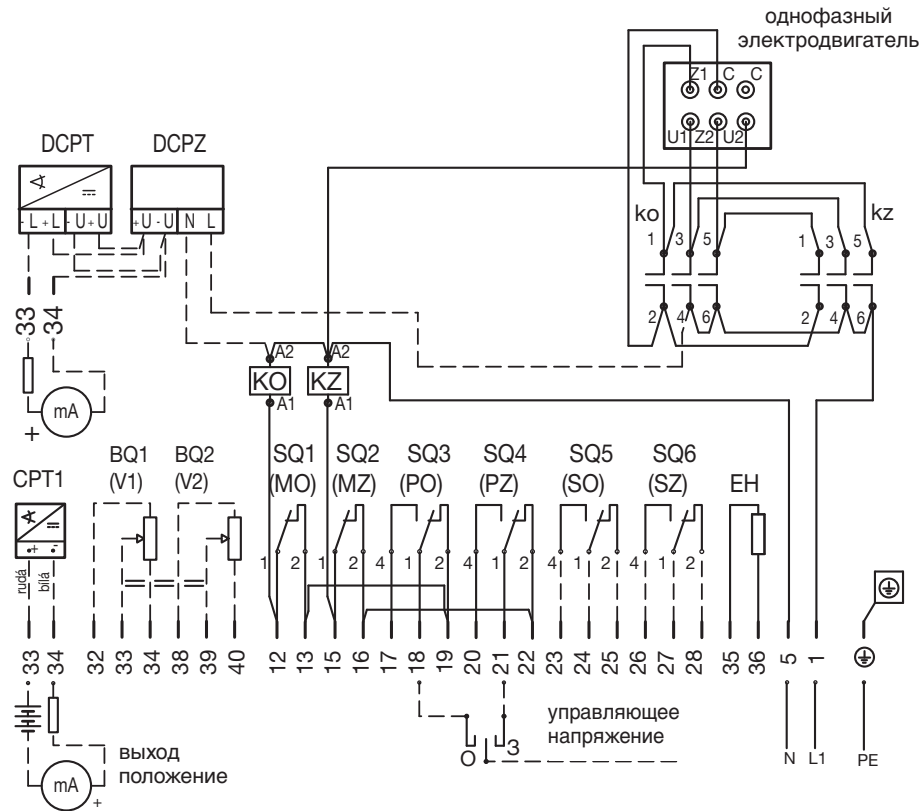 однофазный
электродвигатель
Z1 C C
U1 Z2 U2
DCPT DCPZ
- L + L - U + U
+ U - U N L
ko kz
1 3 5 1 3 5
2 4 6 2 4 6
33 34
mA
+
A2 A2
KO KZ
A1 A1
CPT1
BQ1 BQ2 SQ1 SQ2 SQ3 SQ4 SQ5 SQ6 EH
(V1) (V2) (MO) (MZ) (PO) (PZ) (SO) (SZ)
+ -
rudá
bílá
1 2 1 2 4 1 2 4 1 2 4 1 2 4 1 2
33 34 32 33 34 38 39 40 12 13 15 16 17 18 19 20 21 22 23 24 25 26 27 28 35 36 5 1
выход
положение
mA
+
О З
управляющее
напряжение
N L1 PE